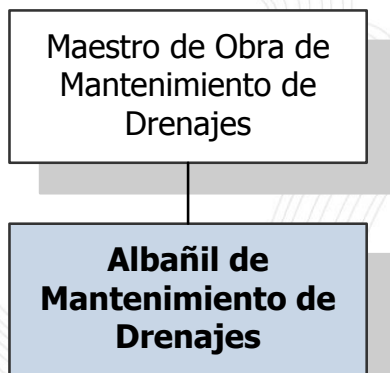 Maestro de Obra de
Mantenimiento de
Drenajes
Albañil de
Mantenimiento de
Drenajes